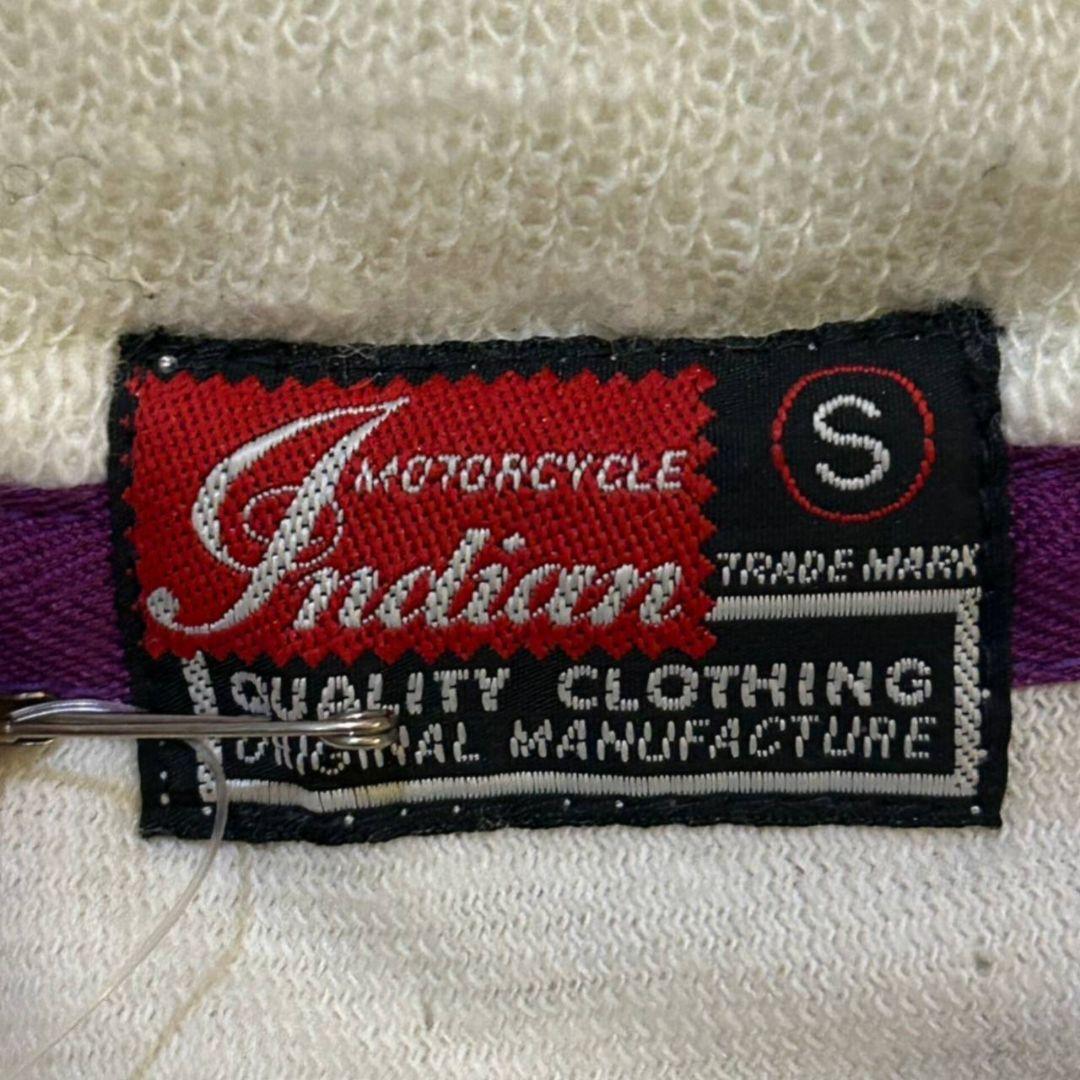 MOTORCYCLE
Indian
S
TRADE MARK
QUALITY CLOTHING
ORIGINAL MANUFACTURE